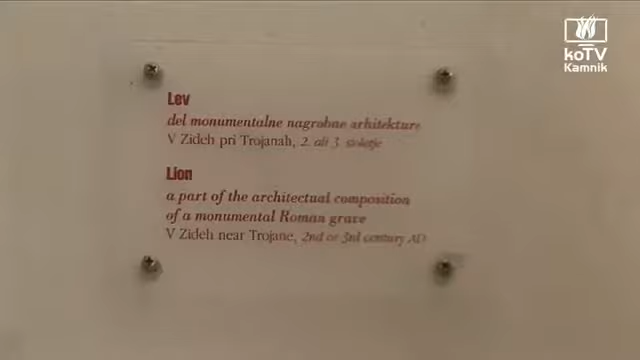 koTV
Kamnik
Lev
del monumentalne nagrobne arhitekture
V Zideh pri Trojanah, 2. ali 3. stoletje
Lion
a part of the architectual composition
of a monumental Roman grave
V Zideh near Trojane, 2nd or 3rd century AD